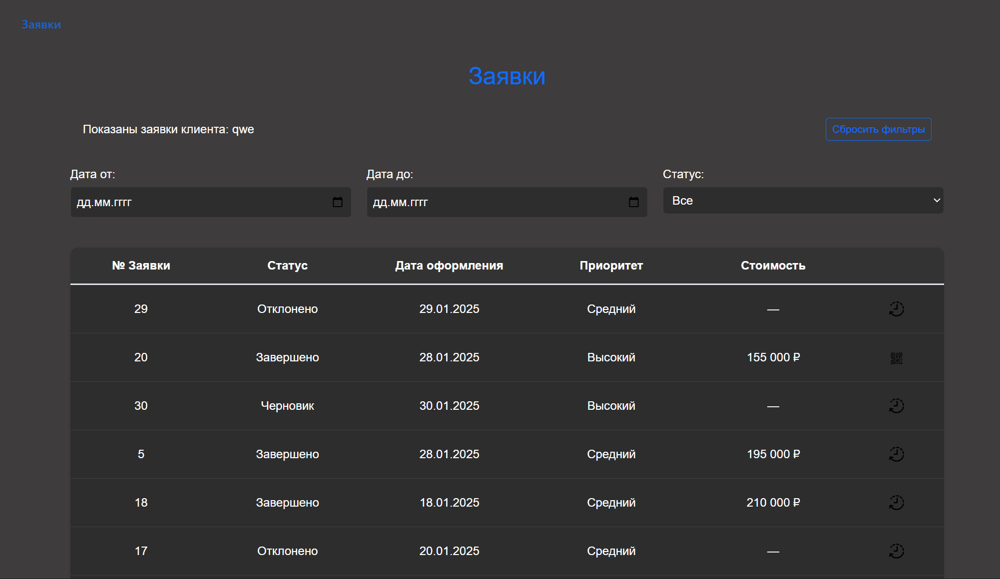 Заявки
Заявки
Показаны заявки клиента: qwe
Сбросить фильтры
Дата от:
Дата до:
Статус:
дд.мм.гггг
дд.мм.гггг
Все
№ Заявки Статус Дата оформления Приоритет Стоимость
29 Отклонено 29.01.2025 Средний —
20 Завершено 28.01.2025 Высокий 155 000 ₽
30 Черновик 30.01.2025 Высокий —
5 Завершено 28.01.2025 Средний 195 000 ₽
18 Завершено 18.01.2025 Средний 210 000 ₽
17 Отклонено 20.01.2025 Средний —